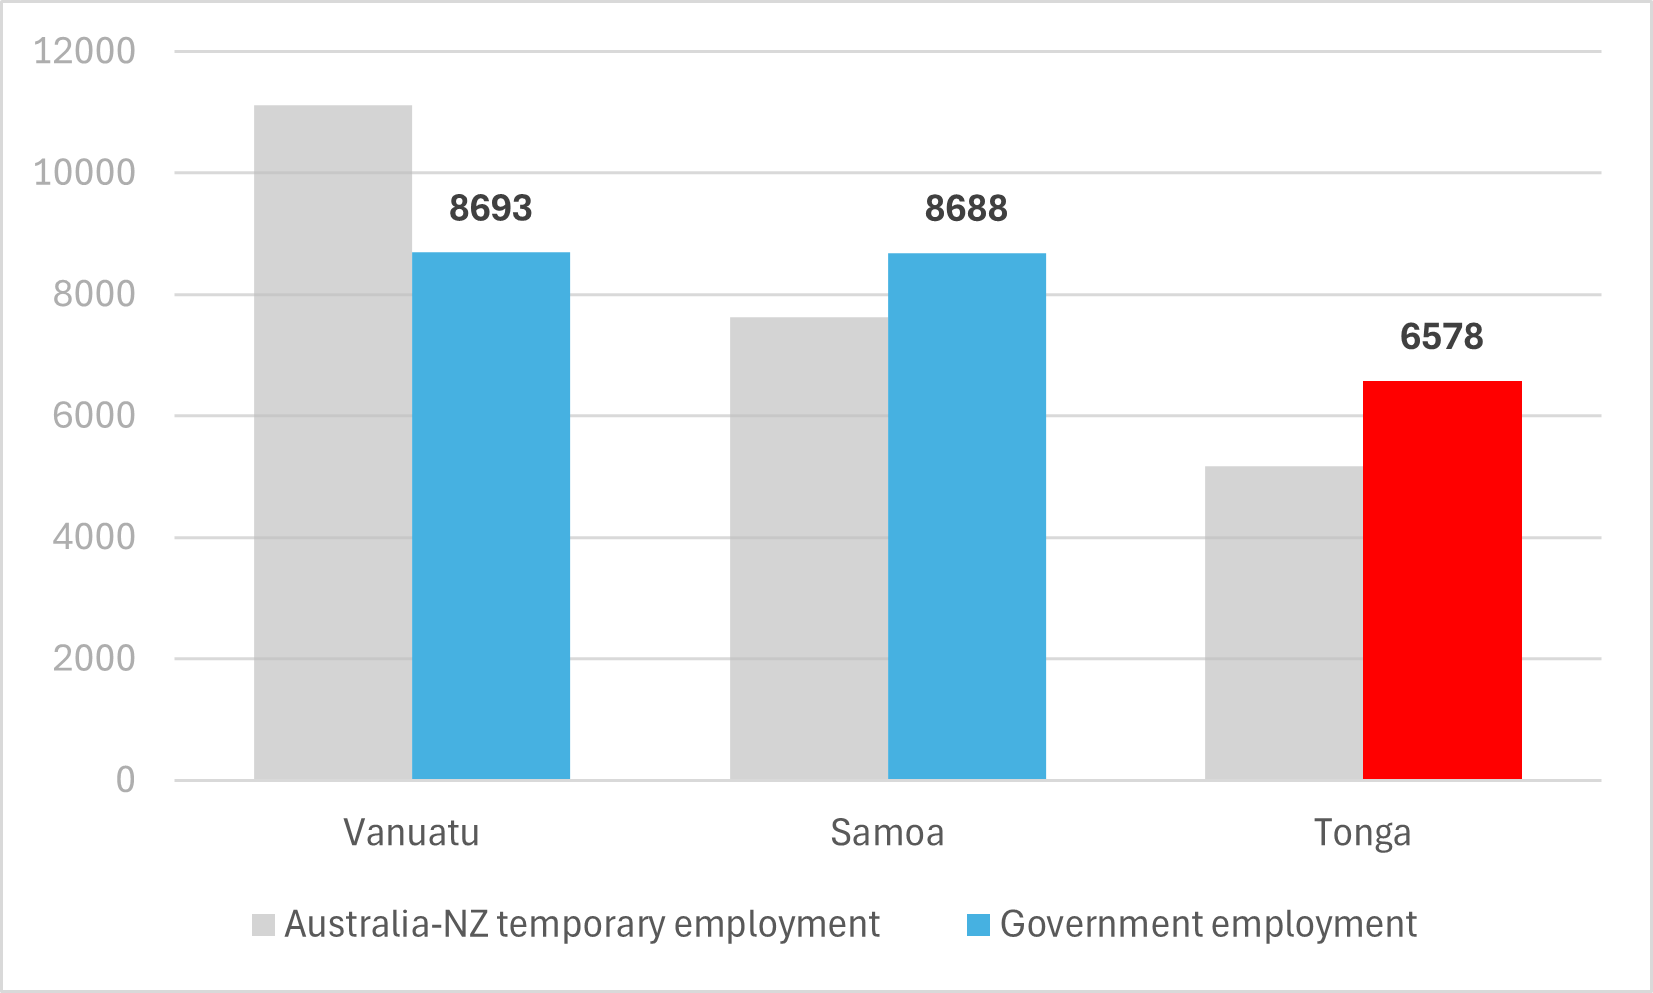 12000
10000
8000
6000
4000
2000
0
8693
8688
6578
Vanuatu
Samoa
Tonga
Australia-NZ temporary employment
Government employment